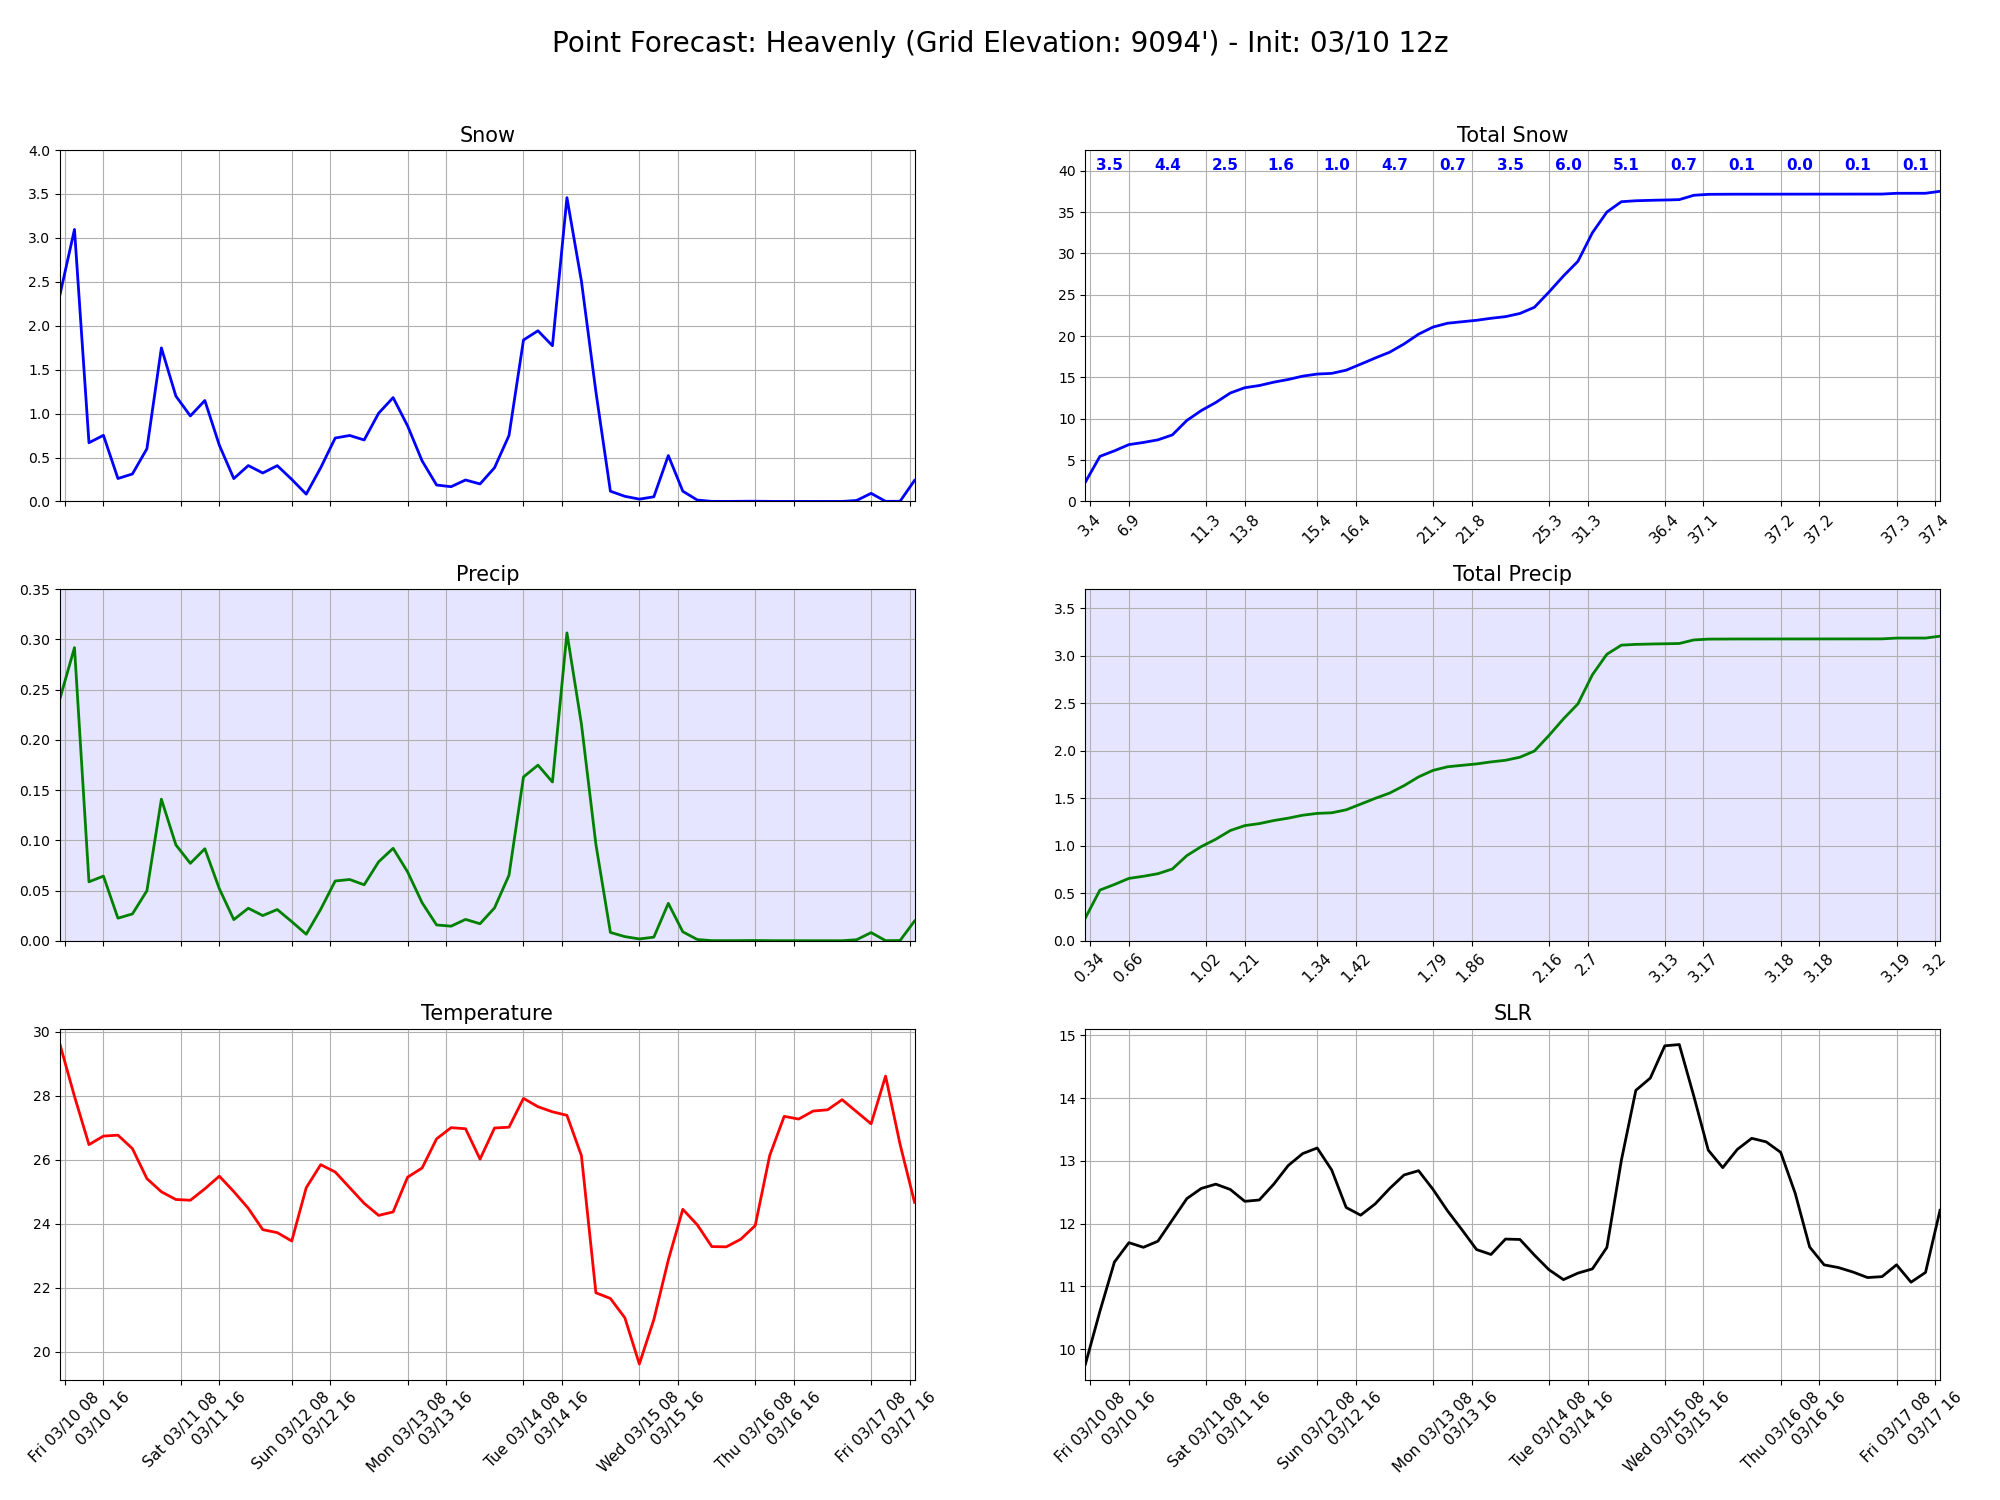 Point Forecast: Heavenly (Grid Elevation: 9094') - Init: 03/10 12z
Snow
4.0
3.5
3.0
2.5
2.0
1.5
1.0
0.5
0.0
Total Snow
3.5 4.4 2.5 1.6 1.0 4.7 0.7 3.5 6.0 5.1 0.7 0.1 0.0 0.1 0.1
40
35
30
25
20
15
10
5
0
3.4 6.9 11.3 13.8 15.4 16.4 21.1 21.8 25.3 31.3 36.4 37.1 37.2 37.2 37.3 37.4
Precip
0.35
0.30
0.25
0.20
0.15
0.10
0.05
0.00
Total Precip
3.5
3.0
2.5
2.0
1.5
1.0
0.5
0.0
0.34 0.66 1.02 1.21 1.34 1.42 1.79 1.86 2.16 2.7 3.13 3.17 3.18 3.18 3.19 3.2
Temperature
30
28
26
24
22
20
Fri 03/10 08
03/10 16
Sat 03/11 08
03/11 16
Sun 03/12 08
03/12 16
Mon 03/13 08
03/13 16
Tue 03/14 08
03/14 16
Wed 03/15 08
03/15 16
Thu 03/16 08
03/16 16
Fri 03/17 08
03/17 16
SLR
15
14
13
12
11
10
Fri 03/10 08
03/10 16
Sat 03/11 08
03/11 16
Sun 03/12 08
03/12 16
Mon 03/13 08
03/13 16
Tue 03/14 08
03/14 16
Wed 03/15 08
03/15 16
Thu 03/16 08
03/16 16
Fri 03/17 08
03/17 16